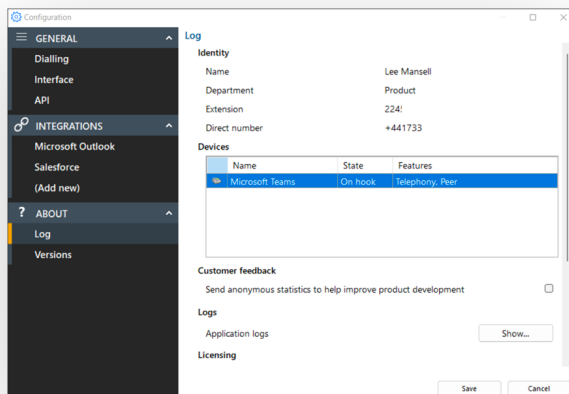 Configuration
GENERAL
Dialling
Interface
API
INTEGRATIONS
Microsoft Outlook
Salesforce
(Add new)
? ABOUT
Log
Versions
Log
Identity
Name Lee Mansell
Department Product
Extension 224
Direct number +441733
Devices
Name State Features
Microsoft Teams On hook Telephony, Peer
Customer feedback
Send anonymous statistics to help improve product development
Logs
Application logs Show...
Licensing
Save Cancel